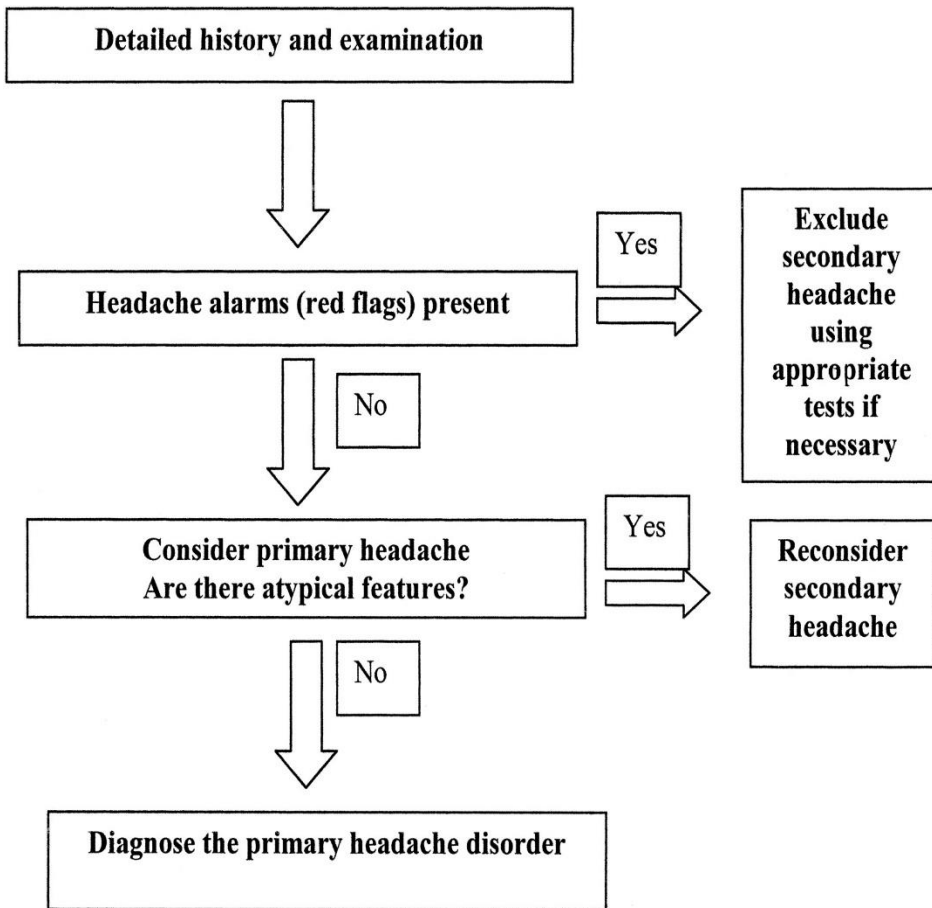 Detailed history and examination
Yes
Exclude
secondary
headache
using
appropriate
tests if
necessary
Headache alarms (red flags) present
No
Yes
Consider primary headache
Are there atypical features?
Reconsider
secondary
headache
No
Diagnose the primary headache disorder